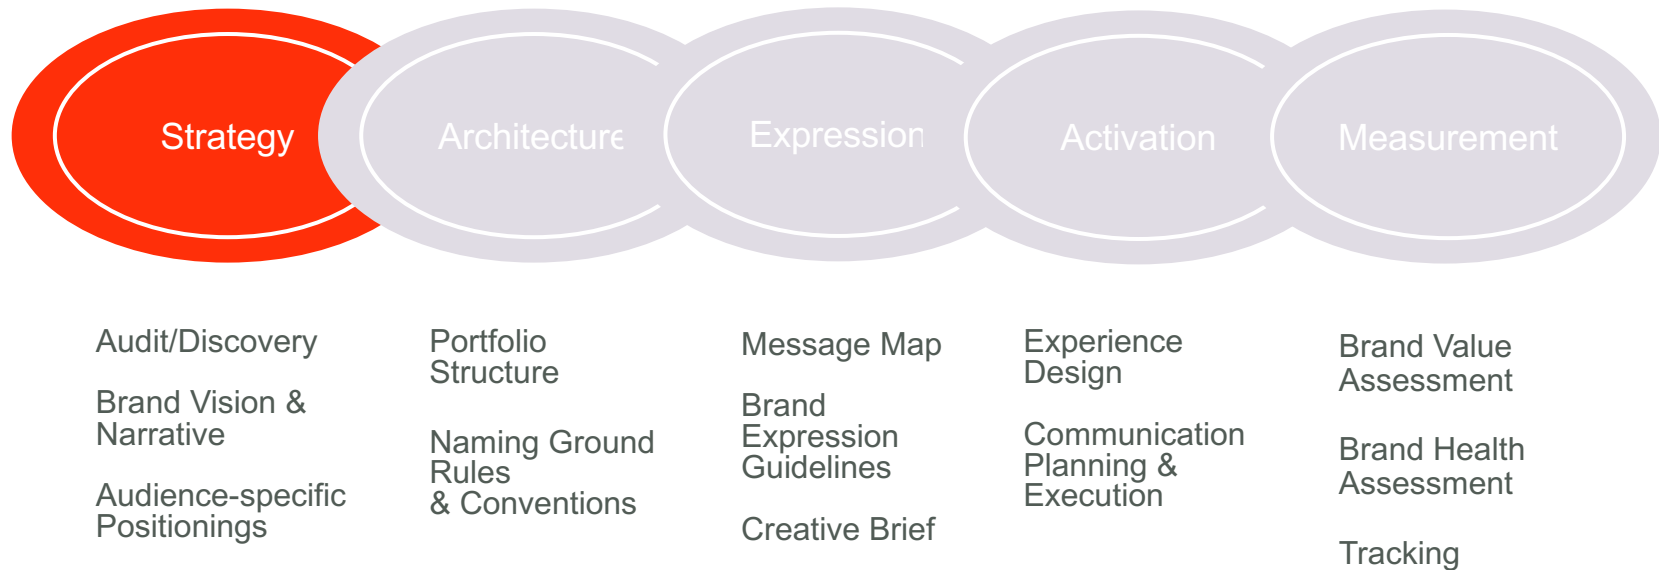 Strategy
Architecture
Expression
Activation
Measurement
Audit/Discovery
Brand Vision &
Narrative
Audience-specific
Positionings
Portfolio
Structure
Naming Ground
Rules
& Conventions
Message Map
Brand
Expression
Guidelines
Creative Brief
Experience
Design
Communication
Planning &
Execution
Brand Value
Assessment
Brand Health
Assessment
Tracking